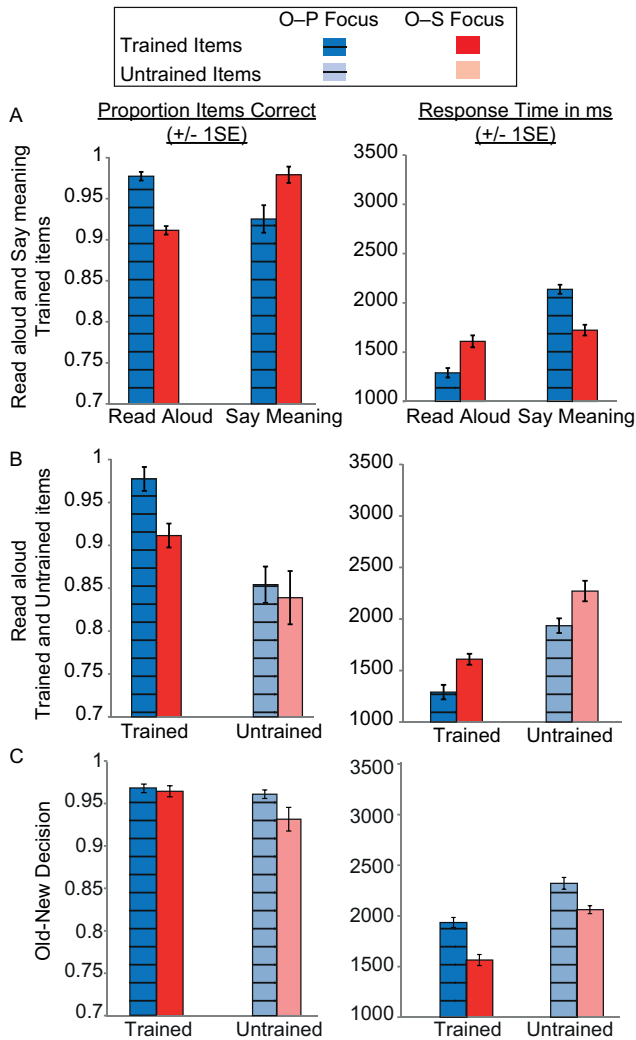 O–P Focus O–S Focus
Trained Items
Untrained Items
A
Proportion Items Correct
(+/- 1SE)
Response Time in ms
(+/- 1SE)
Read aloud and Say meaning
Trained items
1
0.95
0.9
0.85
0.8
0.75
0.7
Read Aloud Say Meaning
3500
3000
2500
2000
1500
1000
Read Aloud Say Meaning
B
Read aloud
Trained and Untrained items
1
0.95
0.9
0.85
0.8
0.75
0.7
Trained Untrained
3500
3000
2500
2000
1500
1000
Trained Untrained
C
Old-New Decision
1
0.95
0.9
0.85
0.8
0.75
0.7
Trained Untrained
3500
3000
2500
2000
1500
1000
Trained Untrained